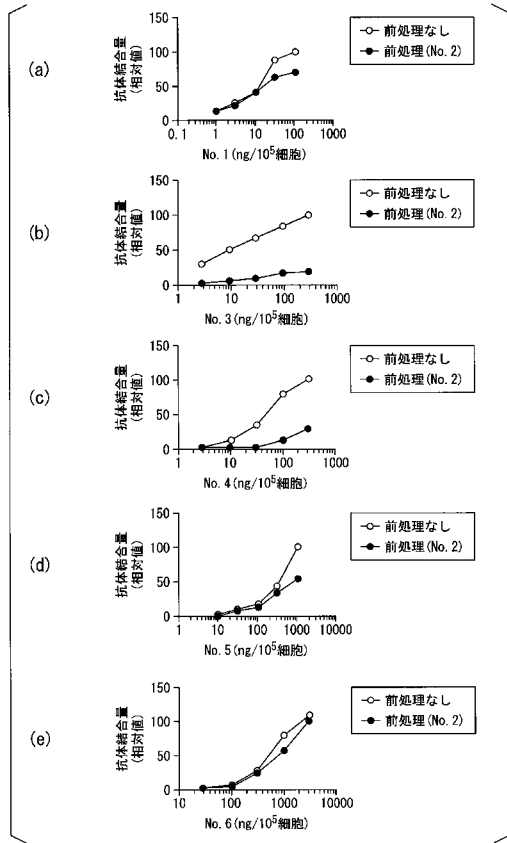 (a)
抗体結合量
(相対値)
150
100
50
0
0.1 1 10 100 1000
No.1(ng/10⁵細胞)
前処理なし
前処理(No.2)
(b)
抗体結合量
(相対値)
150
100
50
0
1 10 100 1000
No.3(ng/10⁵細胞)
前処理なし
前処理(No.2)
(c)
抗体結合量
(相対値)
150
100
50
0
1 10 100 1000
No.4(ng/10⁵細胞)
前処理なし
前処理(No.2)
(d)
抗体結合量
(相対値)
150
100
50
0
1 10 100 1000 10000
No.5(ng/10⁵細胞)
前処理なし
前処理(No.2)
(e)
抗体結合量
(相対値)
150
100
50
0
10 100 1000 10000
No.6(ng/10⁵細胞)
前処理なし
前処理(No.2)